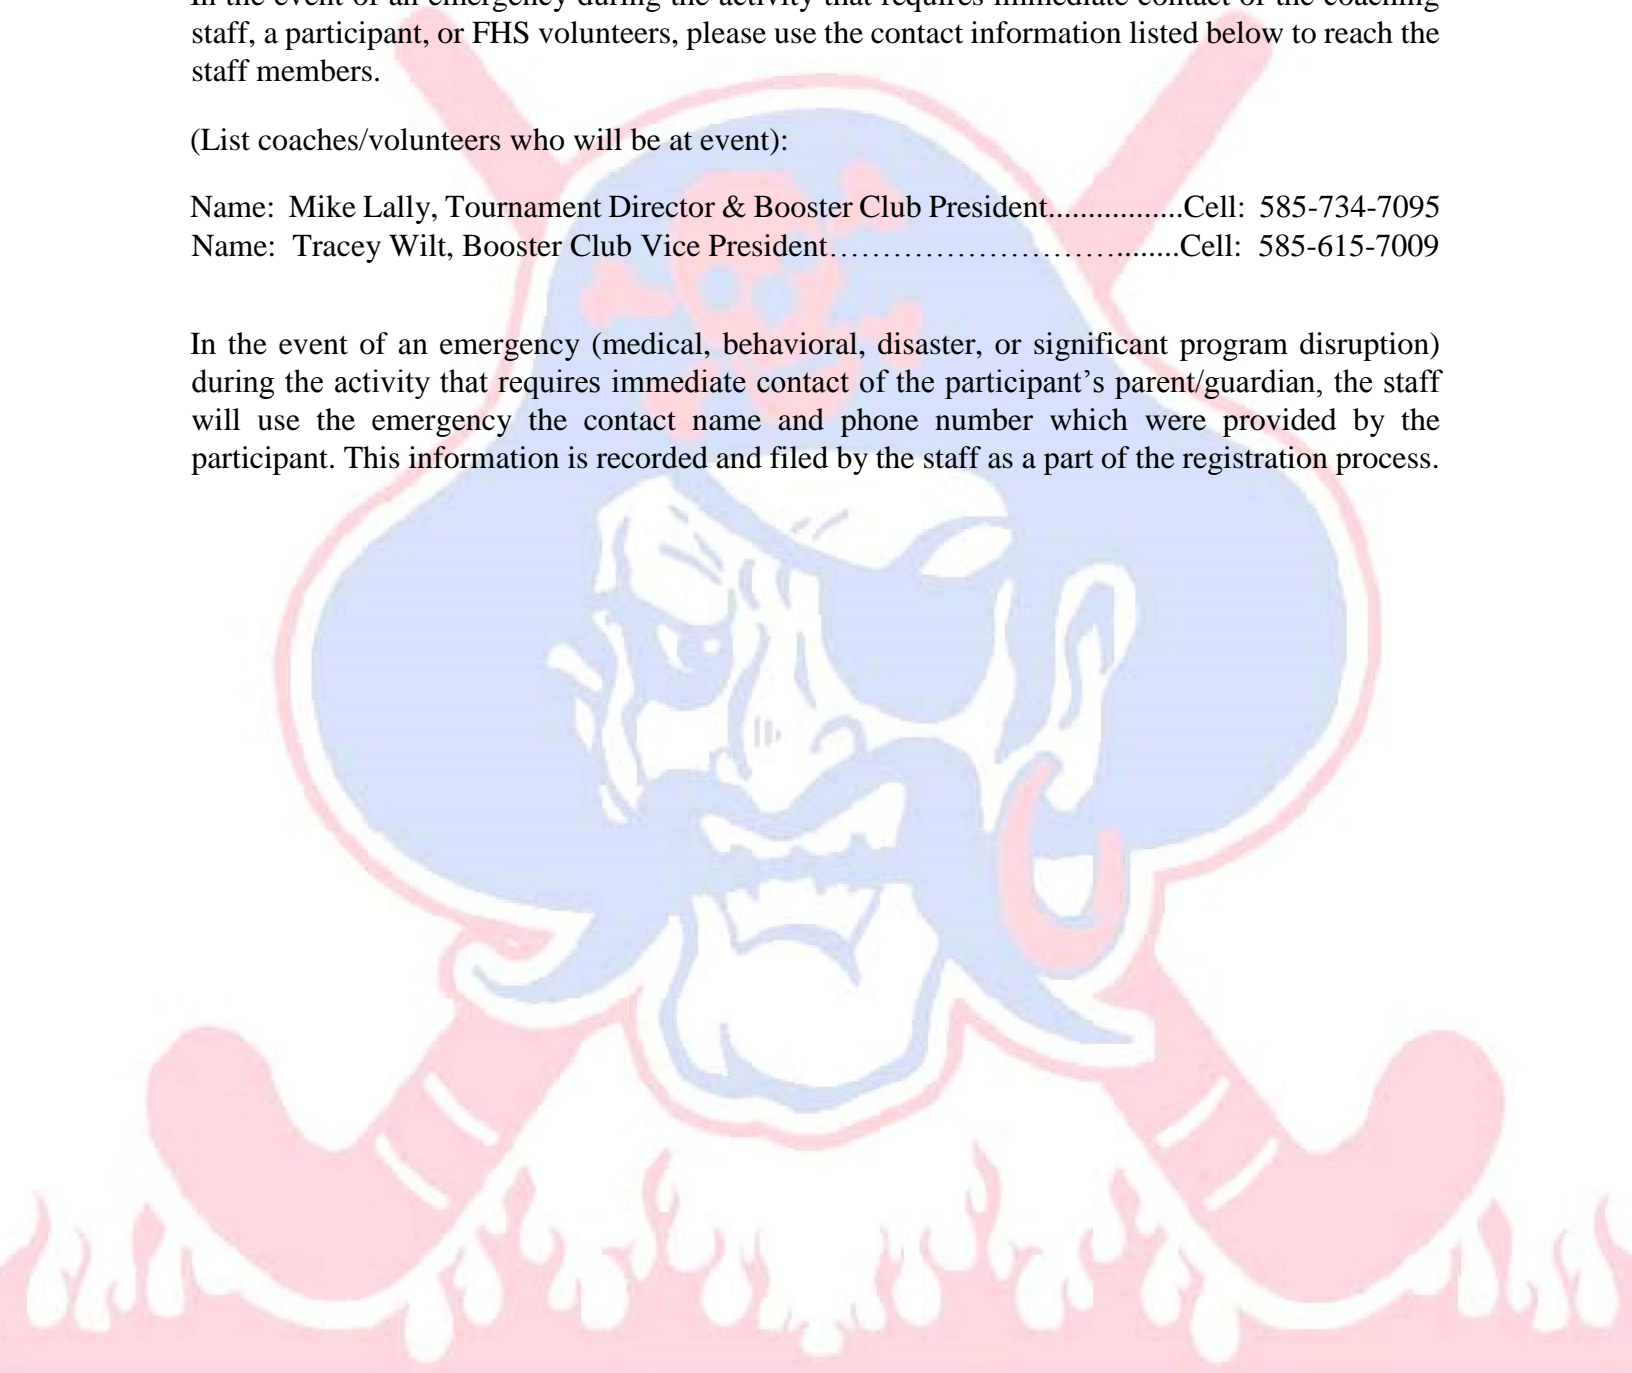 In the event of an emergency during the activity that requires immediate contact of the coaching
staff, a participant, or FHS volunteers, please use the contact information listed below to reach the
staff members.
(List coaches/volunteers who will be at event):
Name: Mike Lally, Tournament Director & Booster Club President.................Cell: 585-734-7095
Name: Tracey Wilt, Booster Club Vice President…………………………........Cell: 585-615-7009
In the event of an emergency (medical, behavioral, disaster, or significant program disruption)
during the activity that requires immediate contact of the participant’s parent/guardian, the staff
will use the emergency the contact name and phone number which were provided by the
participant. This information is recorded and filed by the staff as a part of the registration process.